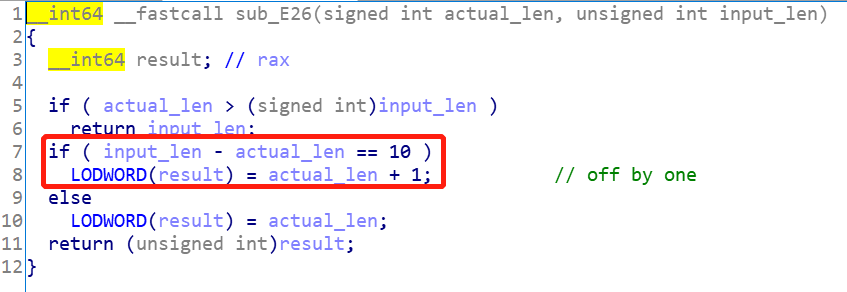 1 __int64 __fastcall sub_E26(signed int actual_len, unsigned int input_len)
2 {
3   __int64 result; // rax
4
5   if ( actual_len > (signed int)input_len )
6     return input_len;
7   if ( input_len - actual_len == 10 )
8     LODWORD(result) = actual_len + 1;             // off by one
9   else
10     LODWORD(result) = actual_len;
11   return (unsigned int)result;
12 }